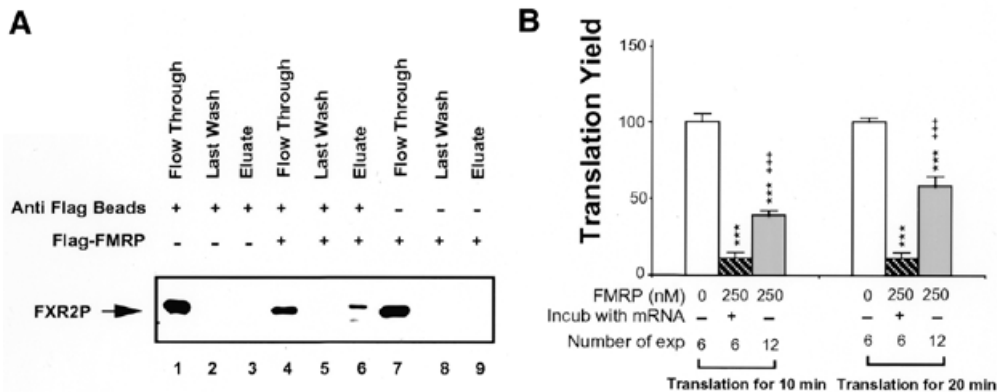 A
Flow Through
Last Wash
Eluate
Flow Through
Last Wash
Eluate
Flow Through
Last Wash
Eluate
Anti Flag Beads + + + + + + – – –
Flag-FMRP – – – + + + + + +
FXR2P
1 2 3 4 5 6 7 8 9
B
Translation Yield
150
100
50
0
***
*** +++
***
*** +++
FMRP (nM) 0 250 250 0 250 250
Incub with mRNA – + – – + –
Number of exp 6 6 12 6 6 12
Translation for 10 min Translation for 20 min